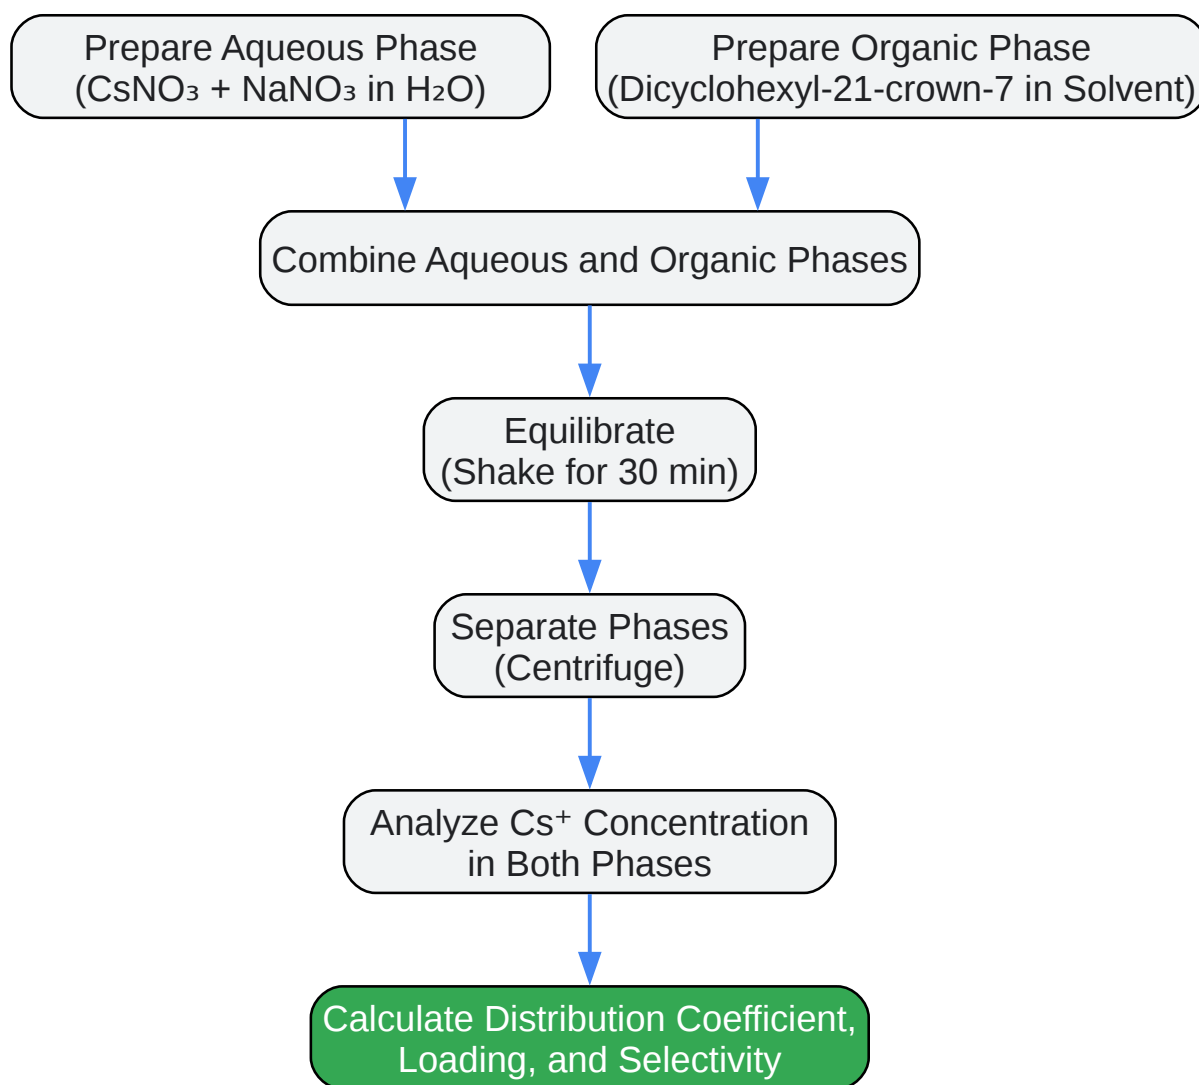 Prepare Aqueous Phase
(CsNO₃ + NaNO₃ in H₂O)
Prepare Organic Phase
(Dicyclohexyl-21-crown-7 in Solvent)
Combine Aqueous and Organic Phases
Equilibrate
(Shake for 30 min)
Separate Phases
(Centrifuge)
Analyze Cs⁺ Concentration
in Both Phases
Calculate Distribution Coefficient,
Loading, and Selectivity